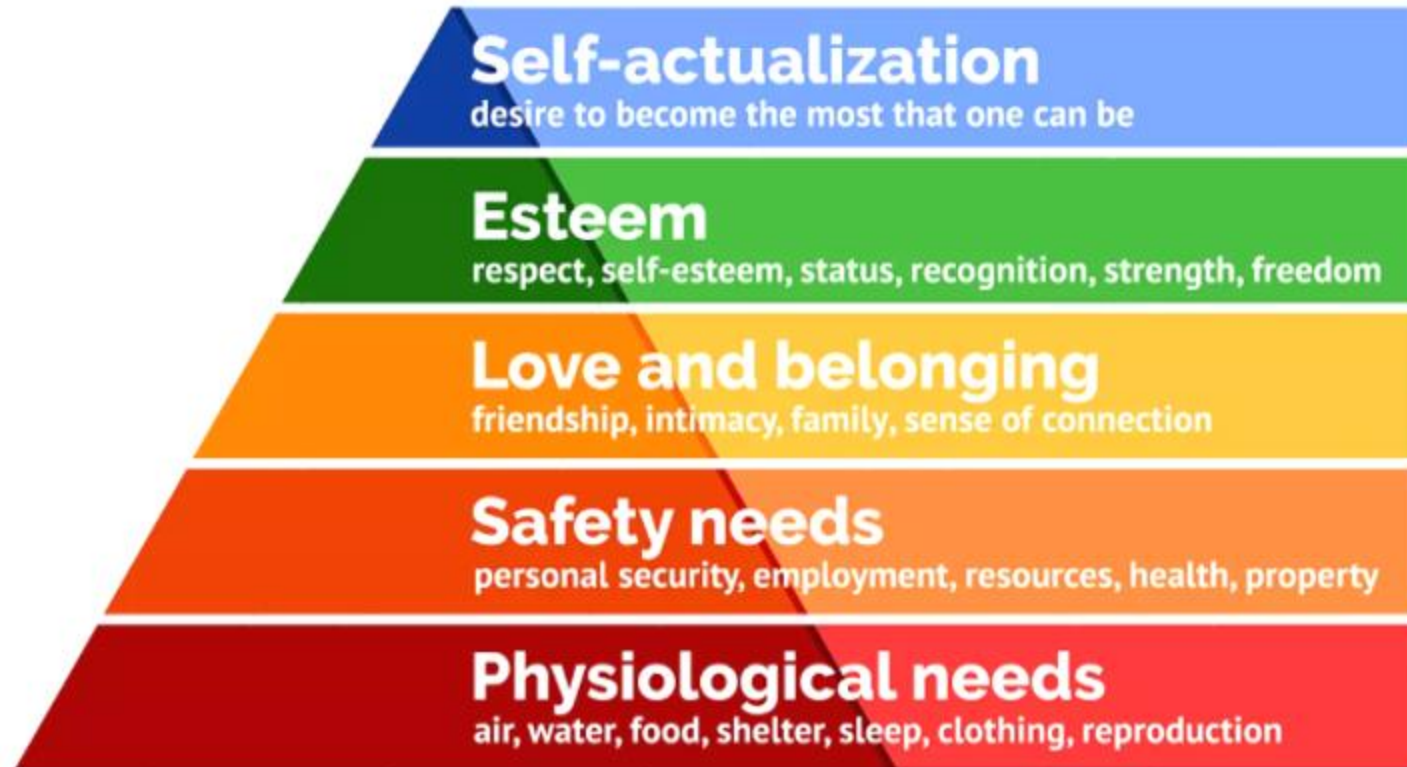 Self-actualization
desire to become the most that one can be
Esteem
respect, self-esteem, status, recognition, strength, freedom
Love and belonging
friendship, intimacy, family, sense of connection
Safety needs
personal security, employment, resources, health, property
Physiological needs
air, water, food, shelter, sleep, clothing, reproduction